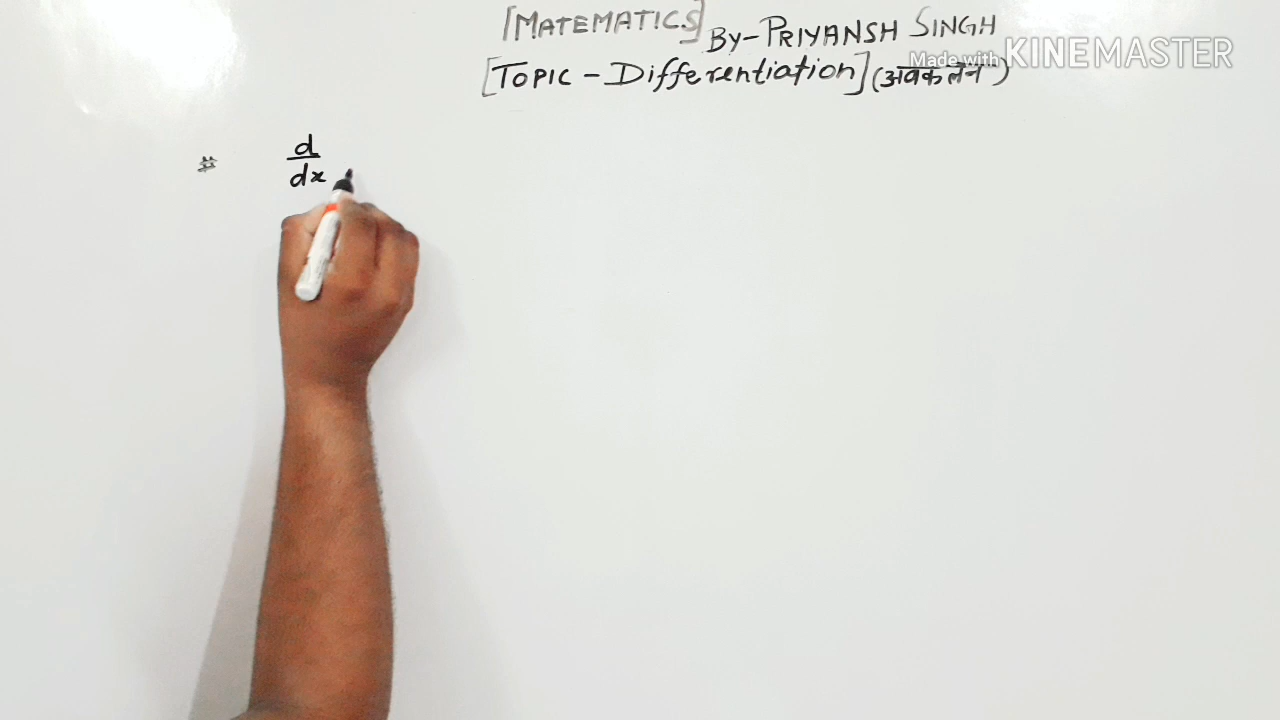 [MATEMATICS] By-PRIYANSH SINGH
Made with KINEMASTER
[TOPIC - Differentiation] (अवकलन)
# d/dx